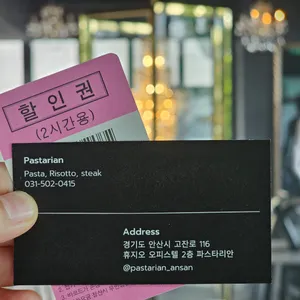 할인권
(2시간용)
Pastarian
Pasta, Risotto, steak
031-502-0415
Address
경기도 안산시 고잔로 116
휴지오 오피스텔 2층 파스타리안
@pastarian_ansan